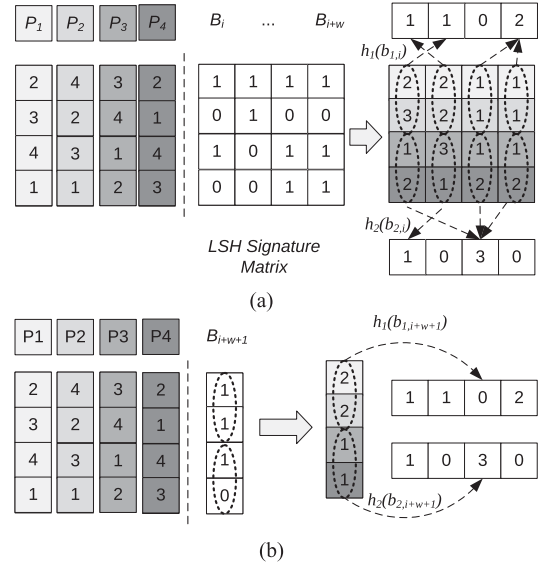 P1 P2 P3 P4 Bi ... Bi+w 1 1 0 2
h1(b1,i)
2 4 3 2 1 1 1 1 2 2 1 1
3 2 4 1 0 1 0 0 3 2 1 1
4 3 1 4 1 0 1 1 1 3 1 1
1 1 2 3 0 0 1 1 2 1 2 2
h2(b2,i)
LSH Signature
Matrix
1 0 3 0
(a)
P1 P2 P3 P4 Bi+w+1
h1(b1,i+w+1)
2 4 3 2 1 2
3 2 4 1 1 2 1 1 0 2
4 3 1 4 1 1
1 1 2 3 0 1 1 0 3 0
h2(b2,i+w+1)
(b)